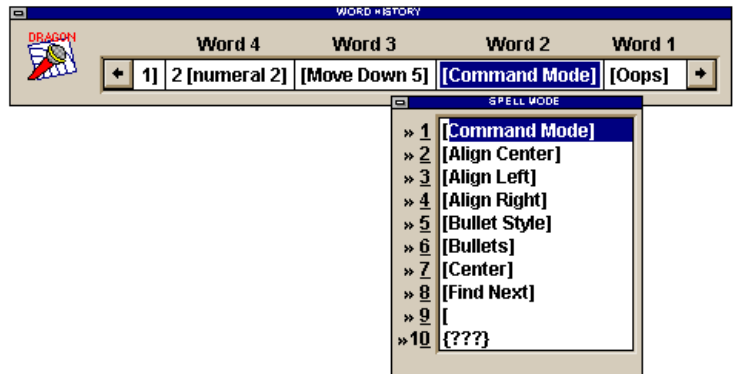 WORD HISTORY
DRAGON
Word 4 Word 3 Word 2 Word 1
1] 2 [numeral 2] [Move Down 5] [Command Mode] [Oops]
SPELL MODE
» 1 [Command Mode]
» 2 [Align Center]
» 3 [Align Left]
» 4 [Align Right]
» 5 [Bullet Style]
» 6 [Bullets]
» 7 [Center]
» 8 [Find Next]
» 9 [
»10 {???}